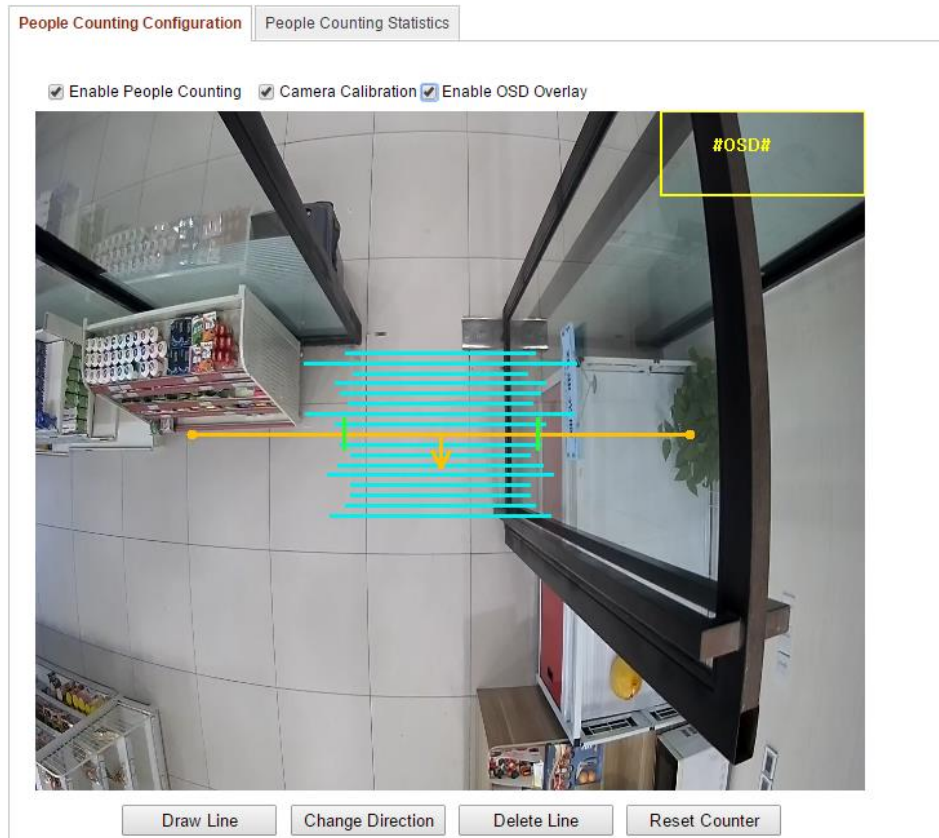 People Counting Configuration
People Counting Statistics
Enable People Counting
Camera Calibration
Enable OSD Overlay
#OSD#
Draw Line
Change Direction
Delete Line
Reset Counter